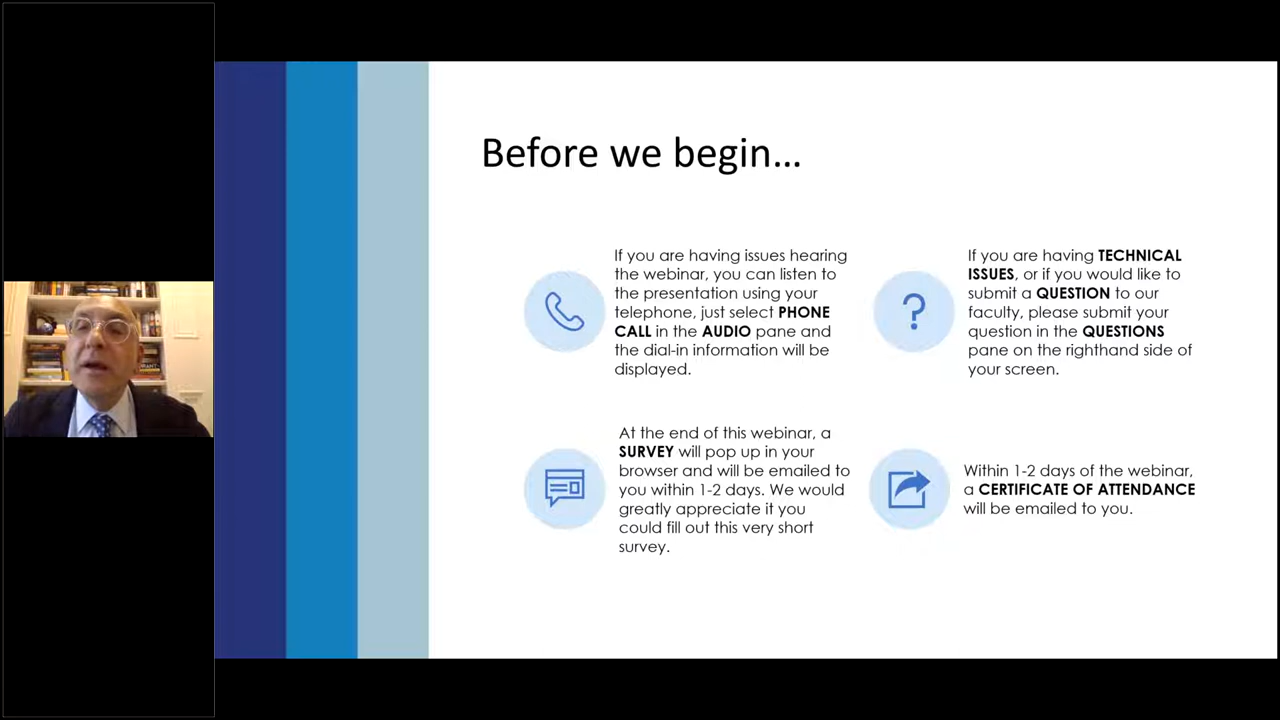 Before we begin...
If you are having issues hearing
the webinar, you can listen to
the presentation using your
telephone, just select PHONE
CALL in the AUDIO pane and
the dial-in information will be
displayed.
If you are having TECHNICAL
ISSUES, or if you would like to
submit a QUESTION to our
faculty, please submit your
question in the QUESTIONS
pane on the righthand side of
your screen.
At the end of this webinar, a
SURVEY will pop up in your
browser and will be emailed to
you within 1-2 days. We would
greatly appreciate it you
could fill out this very short
survey.
Within 1-2 days of the webinar,
a CERTIFICATE OF ATTENDANCE
will be emailed to you.